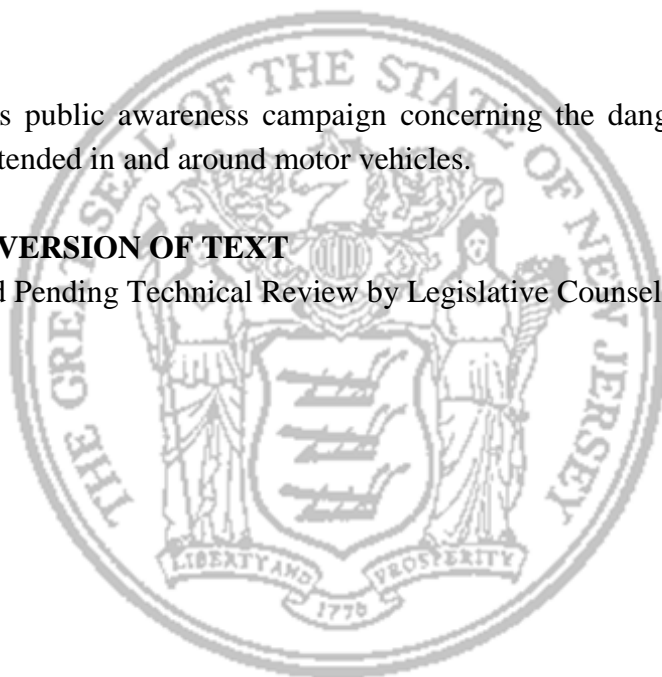 s public awareness campaign concerning the dang
tended in and around motor vehicles.
VERSION OF TEXT
d Pending Technical Review by Legislative Counsel
THE GREAT SEAL OF THE STATE OF NEW JERSEY
LIBERTY AND PROSPERITY
1776